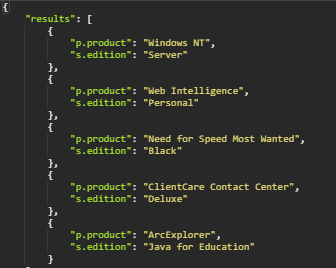 {
"results": [
{
"p.product": "Windows NT",
"s.edition": "Server"
},
{
"p.product": "Web Intelligence",
"s.edition": "Personal"
},
{
"p.product": "Need for Speed Most Wanted",
"s.edition": "Black"
},
{
"p.product": "ClientCare Contact Center",
"s.edition": "Deluxe"
},
{
"p.product": "ArcExplorer",
"s.edition": "Java for Education"
}